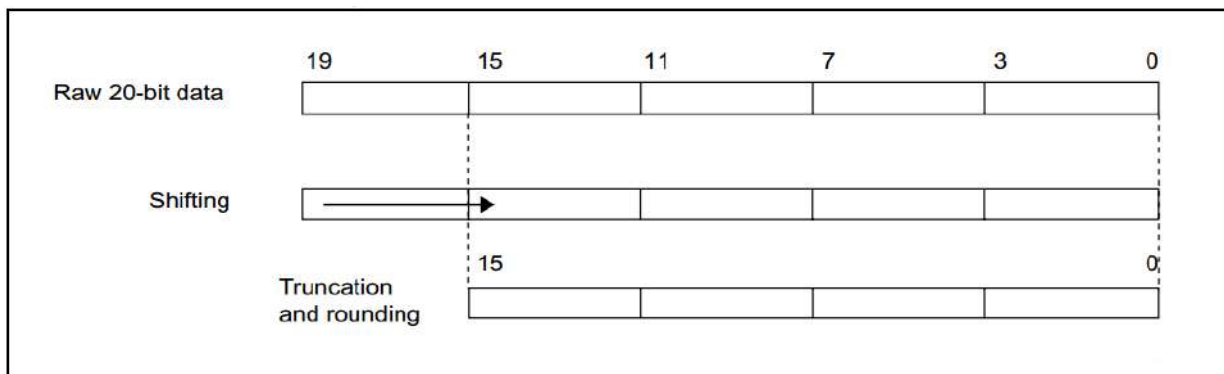 19 15 11 7 3 0
Raw 20-bit data
Shifting
15 0
Truncation
and rounding